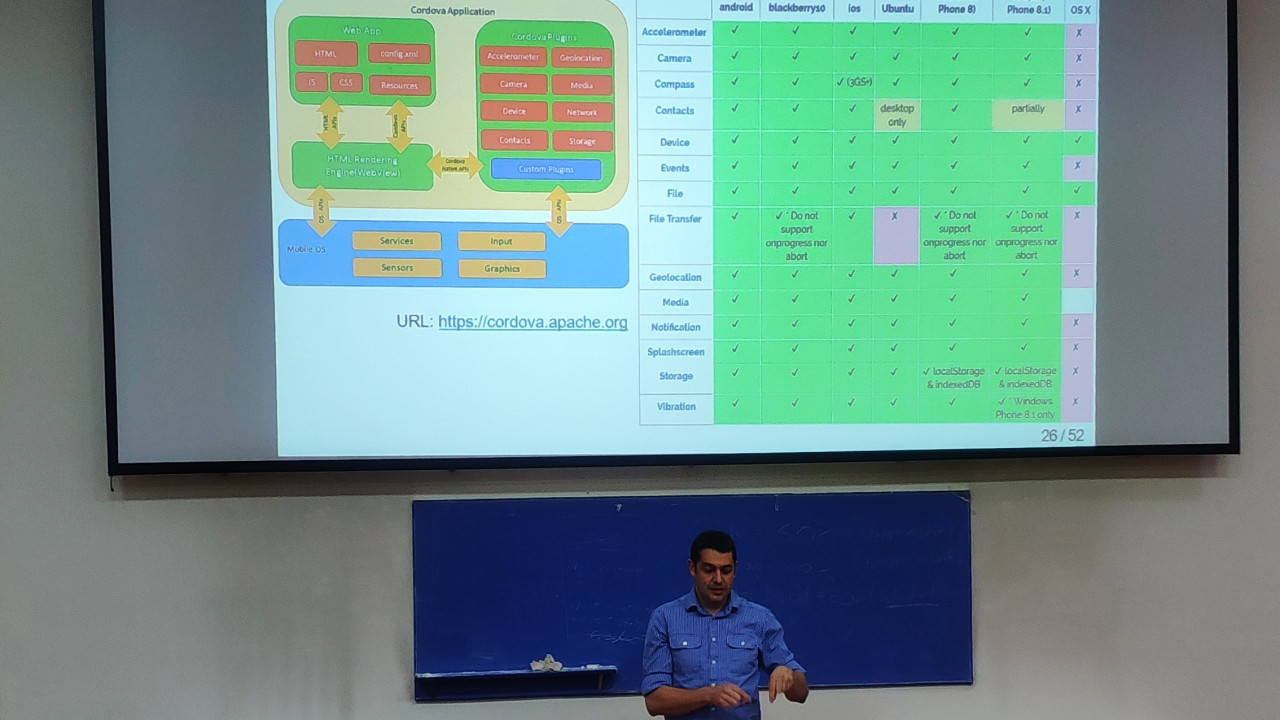 Cordova Application
Web App
HTML
config.xml
JS
CSS
Resources
HTML APIs
Cordova APIs
HTML Rendering
Engine(WebView)
Cordova
Native APIs
Cordova Plugins
Accelerometer
Geolocation
Camera
Media
Device
Network
Contacts
Storage
Custom Plugins
OS APIs
OS APIs
Mobile OS
Services
Input
Sensors
Graphics
URL: https://cordova.apache.org
android blackberry10 ios Ubuntu Phone 8) Phone 8.1) OS X
Accelerometer ✓ ✓ ✓ ✓ ✓ ✓ X
Camera ✓ ✓ ✓ ✓ ✓ ✓ X
Compass ✓ ✓ ✓ (3GS+) ✓ ✓ ✓ X
Contacts ✓ ✓ ✓ desktop only ✓ partially X
Device ✓ ✓ ✓ ✓ ✓ ✓ ✓
Events ✓ ✓ ✓ ✓ ✓ ✓ X
File ✓ ✓ ✓ ✓ ✓ ✓ ✓
File Transfer ✓ ✓ * Do not support onprogress nor abort ✓ X ✓ * Do not support onprogress nor abort ✓ * Do not support onprogress nor abort X
Geolocation ✓ ✓ ✓ ✓ ✓ ✓ X
Media ✓ ✓ ✓ ✓ ✓ ✓
Notification ✓ ✓ ✓ ✓ ✓ ✓ X
Splashscreen ✓ ✓ ✓ ✓ ✓ ✓ X
Storage ✓ ✓ ✓ ✓ ✓ localStorage & indexedDB ✓ localStorage & indexedDB X
Vibration ✓ ✓ ✓ ✓ ✓ ✓ * Windows Phone 8.1 only X
26 / 52